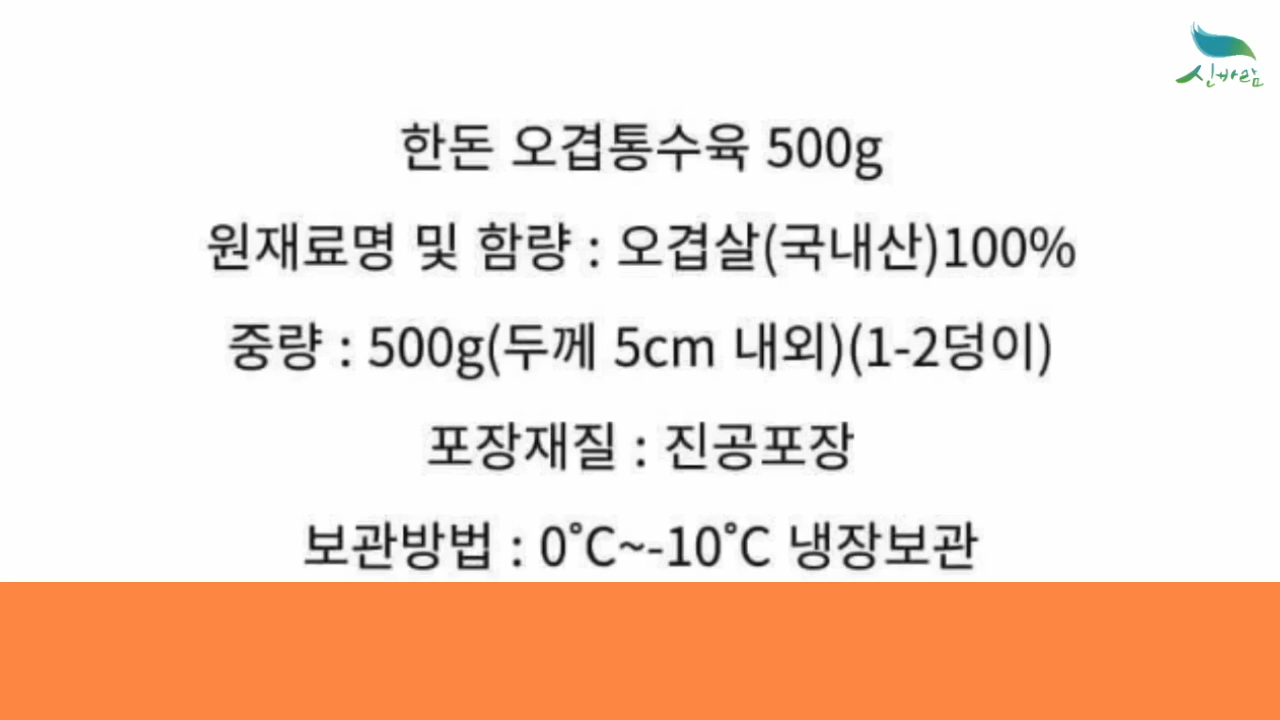 신바람
한돈 오겹통수육 500g
원재료명 및 함량 : 오겹살(국내산)100%
중량 : 500g(두께 5cm 내외)(1-2덩이)
포장재질 : 진공포장
보관방법 : 0˚C~-10˚C 냉장보관